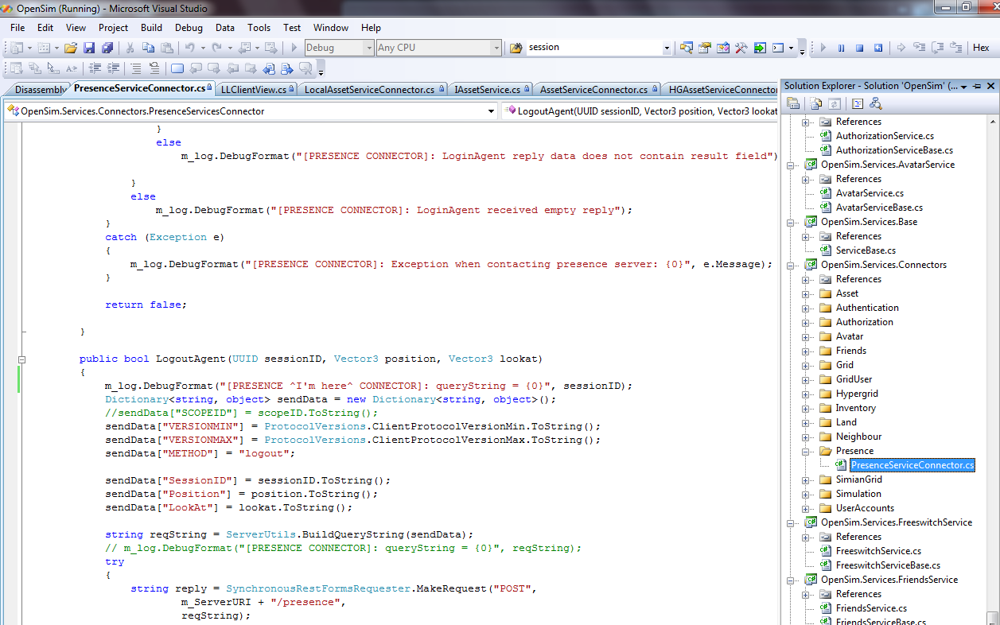 OpenSim (Running) - Microsoft Visual Studio
File Edit View Project Build Debug Data Tools Test Window Help
Debug Any CPU session Hex
Disassembly PresenceServiceConnector.cs LLClientView.cs LocalAssetServiceConnector.cs IAssetService.cs AssetServiceConnector.cs HGAssetServiceConnector
OpenSim.Services.Connectors.PresenceServicesConnector LogoutAgent(UUID sessionID, Vector3 position, Vector3 lookat
}
else
m_log.DebugFormat("[PRESENCE CONNECTOR]: LoginAgent reply data does not contain result field")
}
else
m_log.DebugFormat("[PRESENCE CONNECTOR]: LoginAgent received empty reply");
}
catch (Exception e)
{
m_log.DebugFormat("[PRESENCE CONNECTOR]: Exception when contacting presence server: {0}", e.Message);
}
return false;
}
public bool LogoutAgent(UUID sessionID, Vector3 position, Vector3 lookat)
{
m_log.DebugFormat("[PRESENCE ^I'm here^ CONNECTOR]: queryString = {0}", sessionID);
Dictionary<string, object> sendData = new Dictionary<string, object>();
//sendData["SCOPEID"] = scopeID.ToString();
sendData["VERSIONMIN"] = ProtocolVersions.ClientProtocolVersionMin.ToString();
sendData["VERSIONMAX"] = ProtocolVersions.ClientProtocolVersionMax.ToString();
sendData["METHOD"] = "logout";
sendData["SessionID"] = sessionID.ToString();
sendData["Position"] = position.ToString();
sendData["LookAt"] = lookat.ToString();
string reqString = ServerUtils.BuildQueryString(sendData);
// m_log.DebugFormat("[PRESENCE CONNECTOR]: queryString = {0}", reqString);
try
{
string reply = SynchronousRestFormsRequester.MakeRequest("POST",
m_ServerURI + "/presence",
reqString);
Solution Explorer - Solution 'OpenSim' (...
References
AuthorizationService.cs
AuthorizationServiceBase.cs
OpenSim.Services.AvatarService
References
AvatarService.cs
AvatarServiceBase.cs
OpenSim.Services.Base
References
ServiceBase.cs
OpenSim.Services.Connectors
References
Asset
Authentication
Authorization
Avatar
Friends
Grid
GridUser
Hypergrid
Inventory
Land
Neighbour
Presence
PresenceServiceConnector.cs
SimianGrid
Simulation
UserAccounts
OpenSim.Services.FreeswitchService
References
FreeswitchService.cs
FreeswitchServiceBase.cs
OpenSim.Services.FriendsService
References
FriendsService.cs
FriendsServiceBase.cs